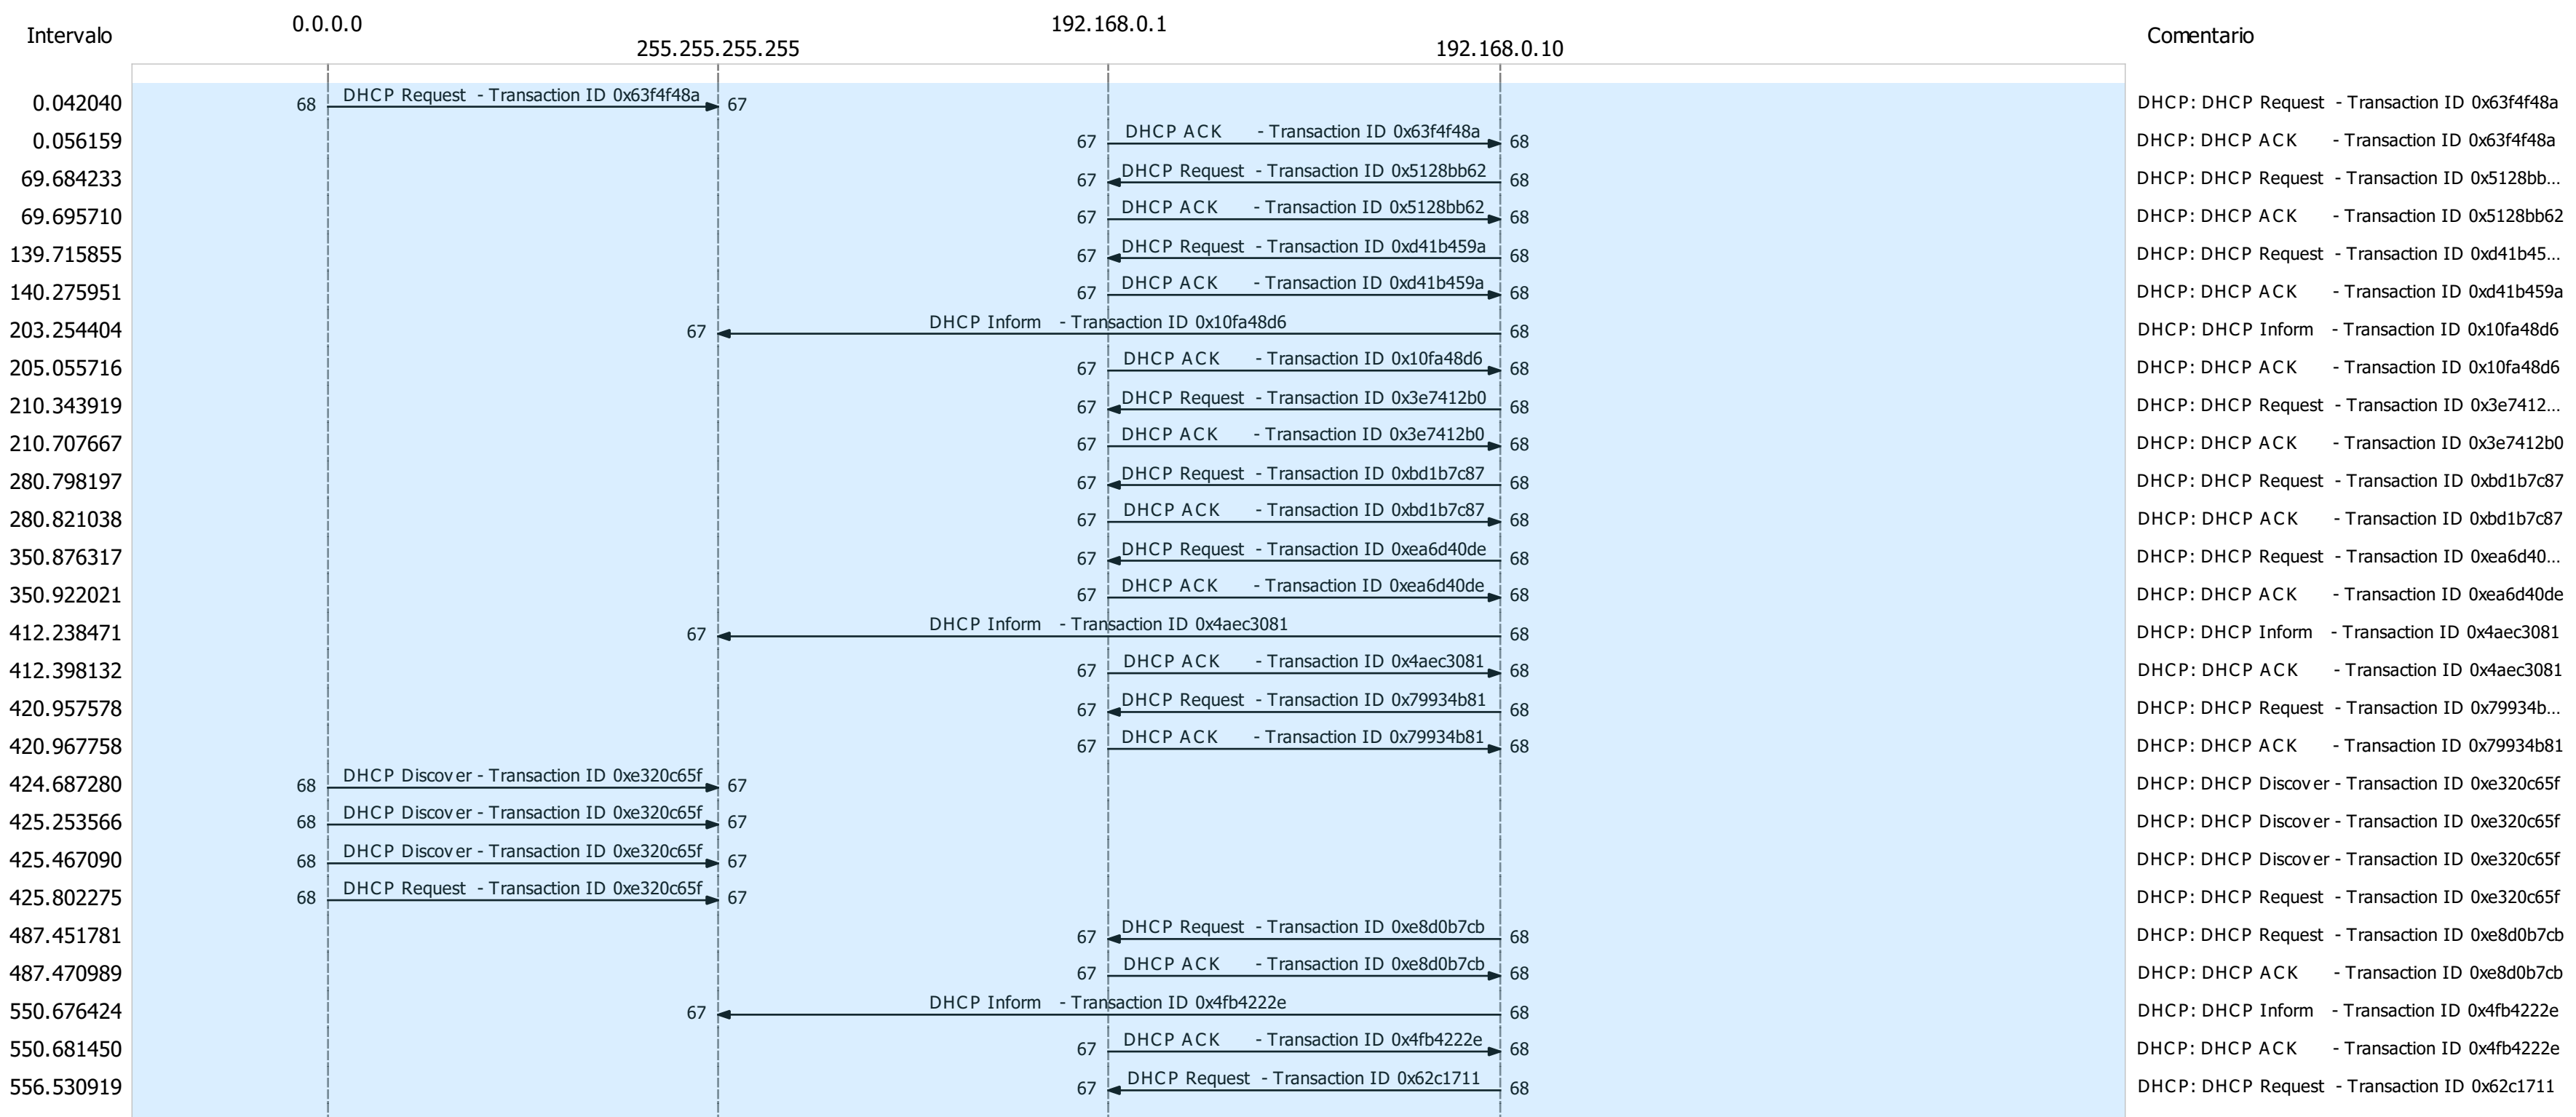 0.0.0.0 192.168.0.1
Intervalo 255.255.255.255 192.168.0.10 Comentario
0.042040 68 DHCP Request - Transaction ID 0x63f4f48a 67 DHCP: DHCP Request - Transaction ID 0x63f4f48a
0.056159 67 DHCP ACK - Transaction ID 0x63f4f48a 68 DHCP: DHCP ACK - Transaction ID 0x63f4f48a
69.684233 67 DHCP Request - Transaction ID 0x5128bb62 68 DHCP: DHCP Request - Transaction ID 0x5128bb...
69.695710 67 DHCP ACK - Transaction ID 0x5128bb62 68 DHCP: DHCP ACK - Transaction ID 0x5128bb62
139.715855 67 DHCP Request - Transaction ID 0xd41b459a 68 DHCP: DHCP Request - Transaction ID 0xd41b45...
140.275951 67 DHCP ACK - Transaction ID 0xd41b459a 68 DHCP: DHCP ACK - Transaction ID 0xd41b459a
203.254404 67 DHCP Inform - Transaction ID 0x10fa48d6 68 DHCP: DHCP Inform - Transaction ID 0x10fa48d6
205.055716 67 DHCP ACK - Transaction ID 0x10fa48d6 68 DHCP: DHCP ACK - Transaction ID 0x10fa48d6
210.343919 67 DHCP Request - Transaction ID 0x3e7412b0 68 DHCP: DHCP Request - Transaction ID 0x3e7412...
210.707667 67 DHCP ACK - Transaction ID 0x3e7412b0 68 DHCP: DHCP ACK - Transaction ID 0x3e7412b0
280.798197 67 DHCP Request - Transaction ID 0xbd1b7c87 68 DHCP: DHCP Request - Transaction ID 0xbd1b7c87
280.821038 67 DHCP ACK - Transaction ID 0xbd1b7c87 68 DHCP: DHCP ACK - Transaction ID 0xbd1b7c87
350.876317 67 DHCP Request - Transaction ID 0xea6d40de 68 DHCP: DHCP Request - Transaction ID 0xea6d40...
350.922021 67 DHCP ACK - Transaction ID 0xea6d40de 68 DHCP: DHCP ACK - Transaction ID 0xea6d40de
412.238471 67 DHCP Inform - Transaction ID 0x4aec3081 68 DHCP: DHCP Inform - Transaction ID 0x4aec3081
412.398132 67 DHCP ACK - Transaction ID 0x4aec3081 68 DHCP: DHCP ACK - Transaction ID 0x4aec3081
420.957578 67 DHCP Request - Transaction ID 0x79934b81 68 DHCP: DHCP Request - Transaction ID 0x79934b...
420.967758 67 DHCP ACK - Transaction ID 0x79934b81 68 DHCP: DHCP ACK - Transaction ID 0x79934b81
424.687280 68 DHCP Discover - Transaction ID 0xe320c65f 67 DHCP: DHCP Discover - Transaction ID 0xe320c65f
425.253566 68 DHCP Discover - Transaction ID 0xe320c65f 67 DHCP: DHCP Discover - Transaction ID 0xe320c65f
425.467090 68 DHCP Discover - Transaction ID 0xe320c65f 67 DHCP: DHCP Discover - Transaction ID 0xe320c65f
425.802275 68 DHCP Request - Transaction ID 0xe320c65f 67 DHCP: DHCP Request - Transaction ID 0xe320c65f
487.451781 67 DHCP Request - Transaction ID 0xe8d0b7cb 68 DHCP: DHCP Request - Transaction ID 0xe8d0b7cb
487.470989 67 DHCP ACK - Transaction ID 0xe8d0b7cb 68 DHCP: DHCP ACK - Transaction ID 0xe8d0b7cb
550.676424 67 DHCP Inform - Transaction ID 0x4fb4222e 68 DHCP: DHCP Inform - Transaction ID 0x4fb4222e
550.681450 67 DHCP ACK - Transaction ID 0x4fb4222e 68 DHCP: DHCP ACK - Transaction ID 0x4fb4222e
556.530919 67 DHCP Request - Transaction ID 0x62c1711 68 DHCP: DHCP Request - Transaction ID 0x62c1711